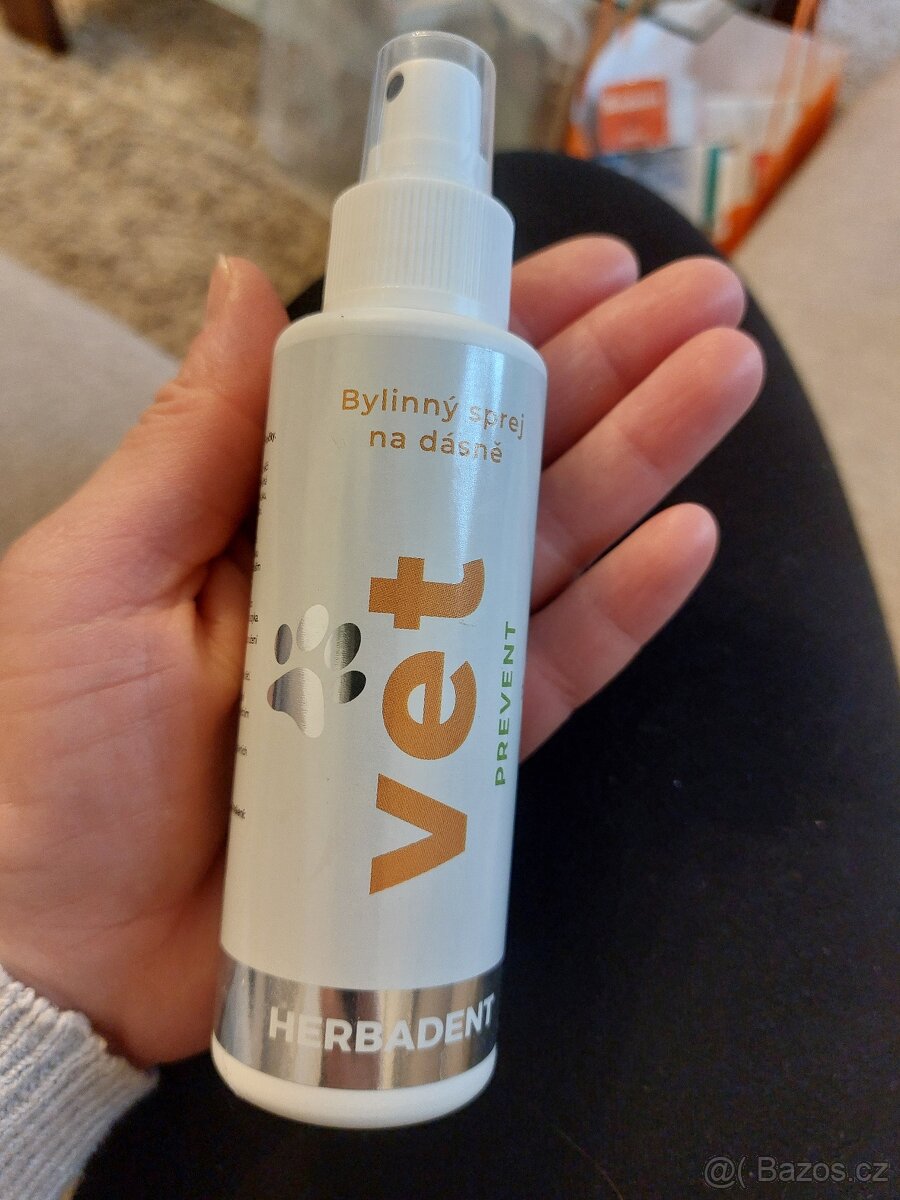 Bylinný sprej
na dásně
vet
PREVENT
HERBADENT
@( Bazos.cz